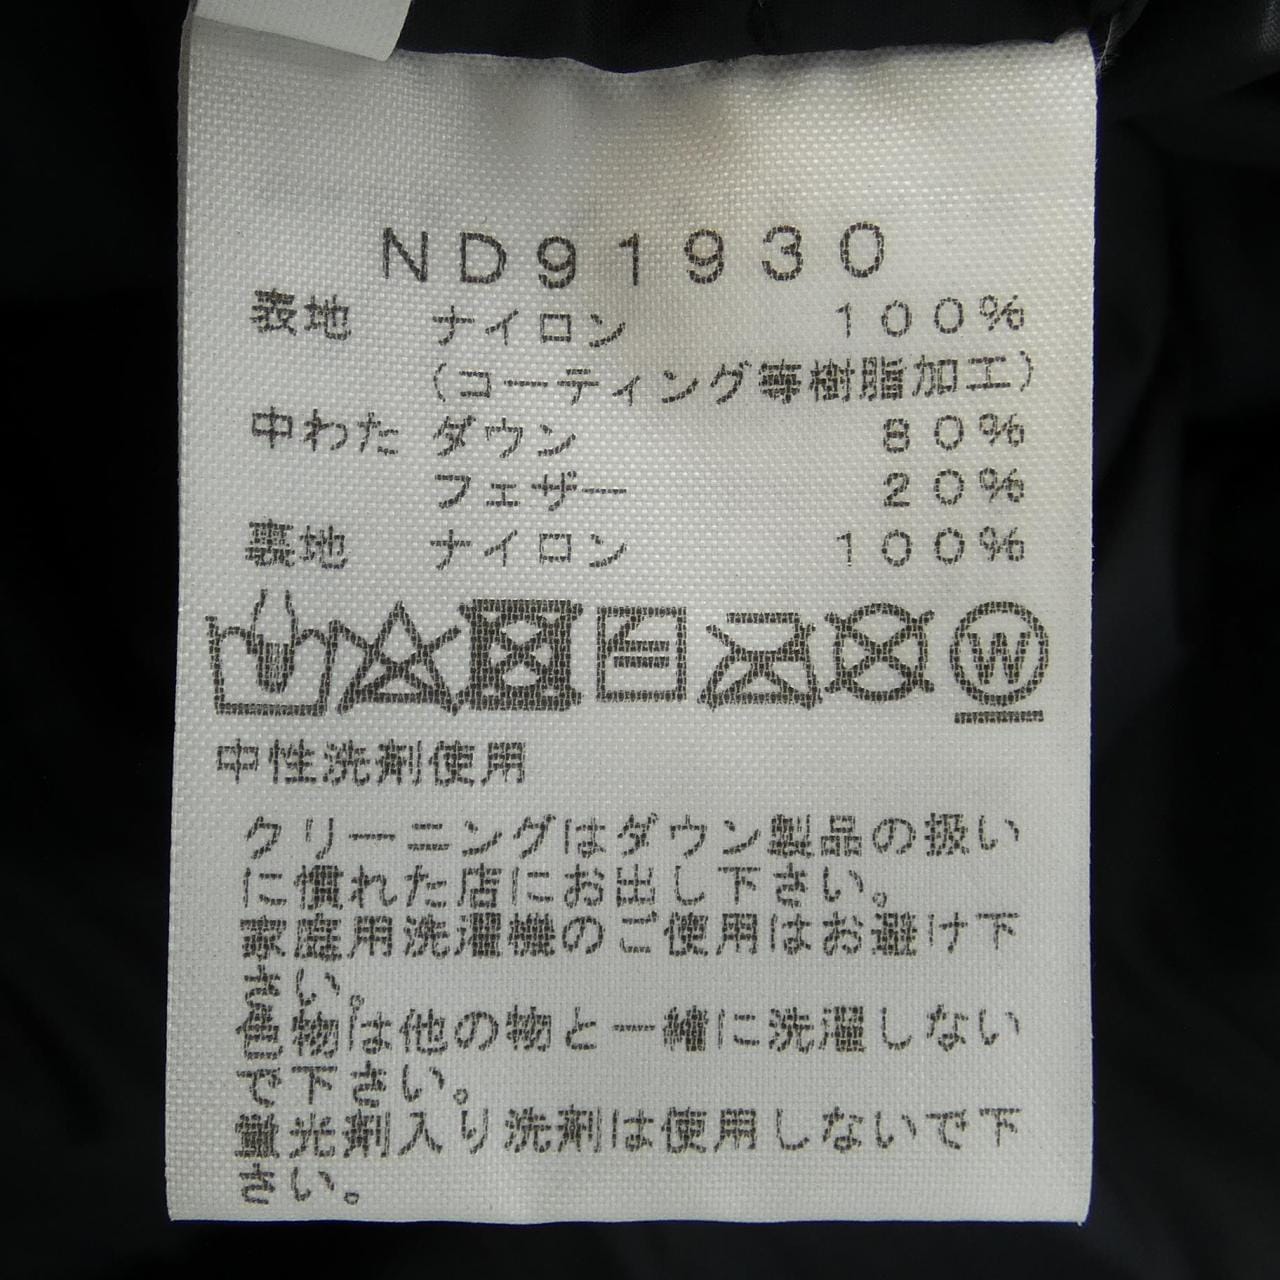 ND91930
表地 ナイロン 100%
(コーティング等樹脂加工)
中わた ダウン 80%
フェザー 20%
裏地 ナイロン 100%
W
中性洗剤使用
クリーニングはダウン製品の扱い
に慣れた店にお出し下さい。
家庭用洗濯機のご使用はお避け下
さい。
色物は他の物と一緒に洗濯しない
で下さい。
蛍光剤入り洗剤は使用しないで下
さい。